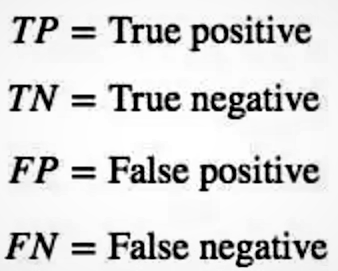 TP = True positive
TN = True negative
FP = False positive
FN = False negative